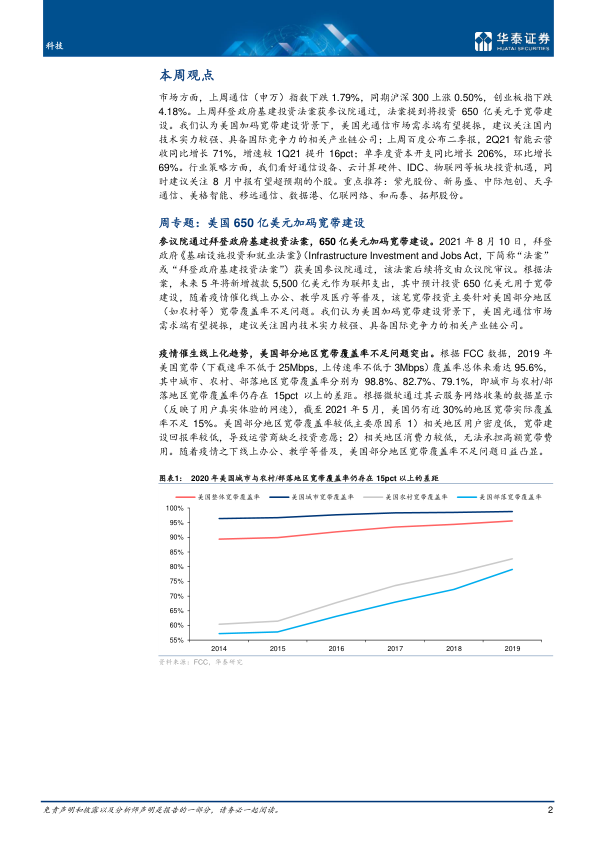 科技
华泰证券
HUATAI SECURITIES
本周观点
市场方面，上周通信（申万）指数下跌 1.79%，同期沪深 300 上涨 0.50%，创业板指下跌
4.18%。上周拜登政府基建投资法案获参议院通过，法案提到将投资 650 亿美元于宽带建
设。我们认为美国加码宽带建设背景下，美国光通信市场需求端有望提振，建议关注国内
技术实力较强、具备国际竞争力的相关产业链公司；上周百度公布二季报，2Q21 智能云营
收同比增长 71%，增速较 1Q21 提升 16pct；单季度资本开支同比增长 206%，环比增长
69%。行业策略方面，我们看好通信设备、云计算硬件、IDC、物联网等板块投资机遇，同
时建议关注 8 月中报有望超预期的个股。重点推荐：紫光股份、新易盛、中际旭创、天孚
通信、美格智能、移远通信、数据港、亿联网络、和而泰、拓邦股份。
周专题：美国 650 亿美元加码宽带建设
参议院通过拜登政府基建投资法案，650 亿美元加码宽带建设。2021 年 8 月 10 日，拜登
政府《基础设施投资和就业法案》（Infrastructure Investment and Jobs Act，下简称“法案”
或“拜登政府基建投资法案”）获美国参议院通过，该法案后续将交由众议院审议。根据法
案，未来 5 年将新增拨款 5,500 亿美元作为联邦支出，其中预计投资 650 亿美元用于宽带
建设，随着疫情催化线上办公、教学及医疗等普及，该笔宽带投资主要针对美国部分地区
（如农村等）宽带覆盖率不足问题。我们认为美国加码宽带建设背景下，美国光通信市场
需求端有望提振，建议关注国内技术实力较强、具备国际竞争力的相关产业链公司。
疫情催生线上化趋势，美国部分地区宽带覆盖率不足问题突出。根据 FCC 数据，2019 年
美国宽带（下载速率不低于 25Mbps，上传速率不低于 3Mbps）覆盖率总体来看达 95.6%，
其中城市、农村、部落地区宽带覆盖率分别为 98.8%、82.7%、79.1%，即城市与农村/部
落地区宽带覆盖率仍存在 15pct 以上的差距。根据微软通过其云服务网络收集的数据显示
（反映了用户真实体验的网速），截至 2021 年 5 月，美国仍有近 30%的地区宽带实际覆盖
率不足 15%。美国部分地区宽带覆盖率较低主要原因系 1）相关地区用户密度低，宽带建
设回报率较低，导致运营商缺乏投资意愿；2）相关地区消费力较低，无法承担高额宽带费
用。随着疫情之下线上办公、教学等普及，美国部分地区宽带覆盖率不足问题日益凸显。
图表1： 2020 年美国城市与农村/部落地区宽带覆盖率仍存在 15pct 以上的差距
美国整体宽带覆盖率 美国城市宽带覆盖率 美国农村宽带覆盖率 美国部落宽带覆盖率
100%
95%
90%
85%
80%
75%
70%
65%
60%
55%
2014 2015 2016 2017 2018 2019
资料来源：FCC，华泰研究
免责声明和披露以及分析师声明是报告的一部分，请务必一起阅读。 2